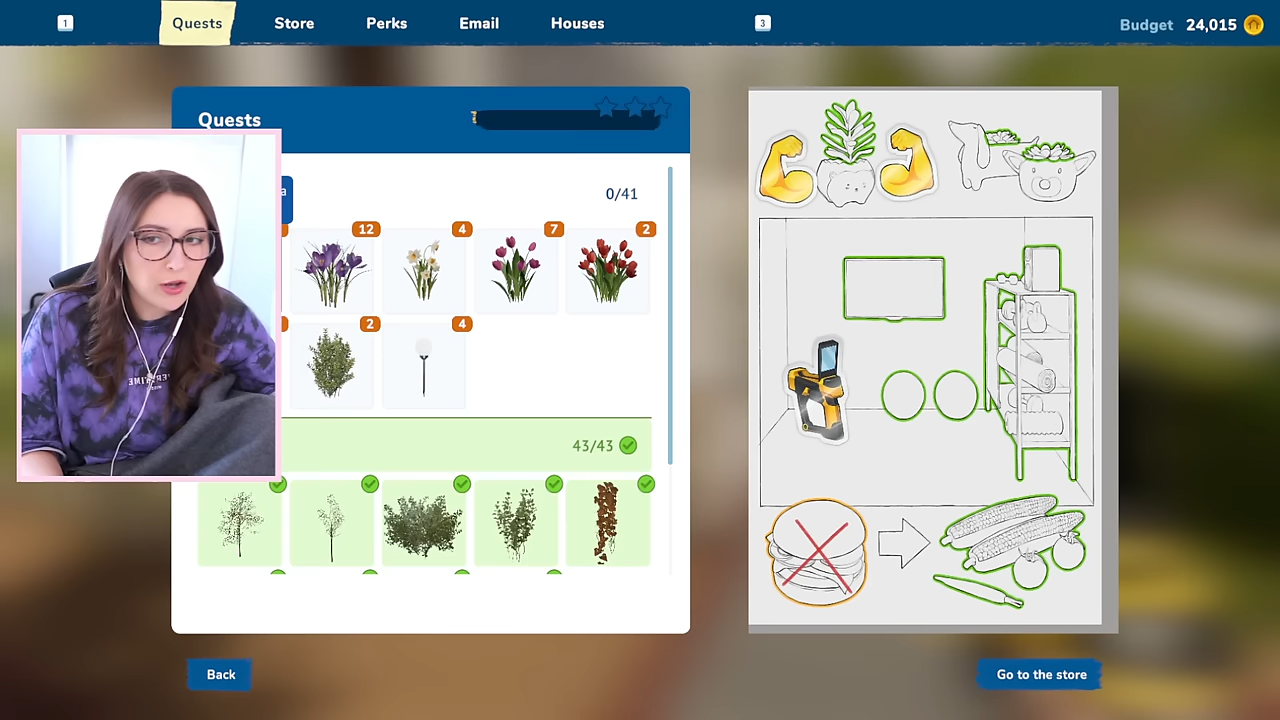 1
Quests
Store
Perks
Email
Houses
3
Budget 24,015
Quests
a
0/41
12
4
7
2
2
4
43/43
Back
Go to the store